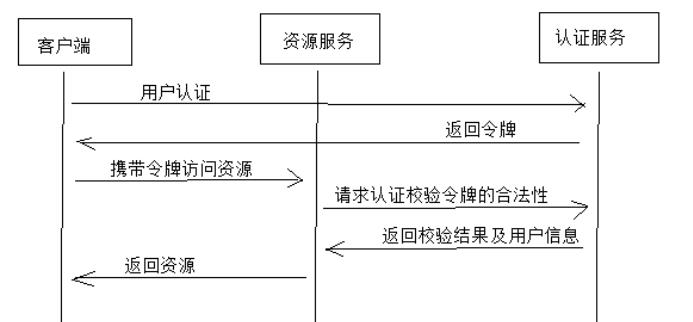 客户端
资源服务
认证服务
用户认证
返回令牌
携带令牌访问资源
请求认证校验令牌的合法性
返回校验结果及用户信息
返回资源